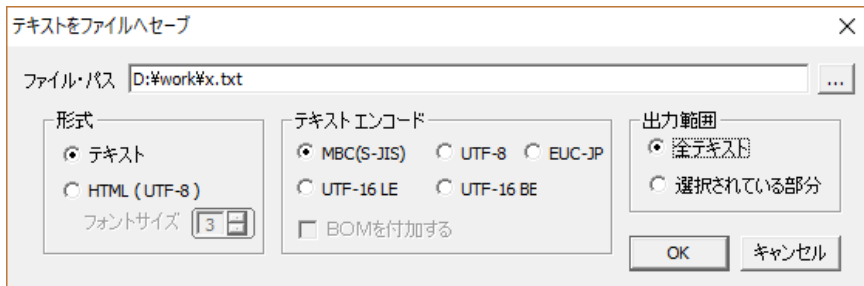 テキストをファイルへセーブ
ファイル・パス D:¥work¥x.txt ...
形式
テキスト
HTML ( UTF-8 )
フォントサイズ 3
テキスト エンコード
MBC(S-JIS) UTF-8 EUC-JP
UTF-16 LE UTF-16 BE
BOMを付加する
出力範囲
全テキスト
選択されている部分
OK キャンセル